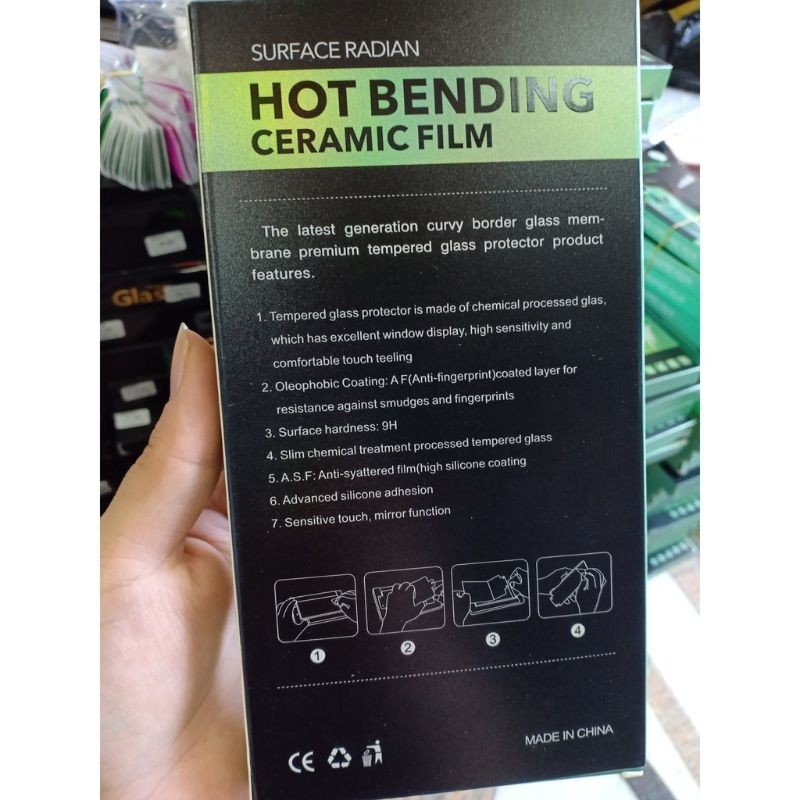 SURFACE RADIAN
HOT BENDING
CERAMIC FILM
The latest generation curvy border glass mem-
brane premium tempered glass protector product
features.
1. Tempered glass protector is made of chemical processed glas,
which has excellent window display, high sensitivity and
comfortable touch teeling
2. Oleophobic Coating: A F(Anti-fingerprint)coated layer for
resistance against smudges and fingerprints
3. Surface hardness: 9H
4. Slim chemical treatment processed tempered glass
5. A.S.F: Anti-syattered film(high silicone coating
6. Advanced silicone adhesion
7. Sensitive touch, mirror function
1
2
3
4
CE
MADE IN CHINA
Glas